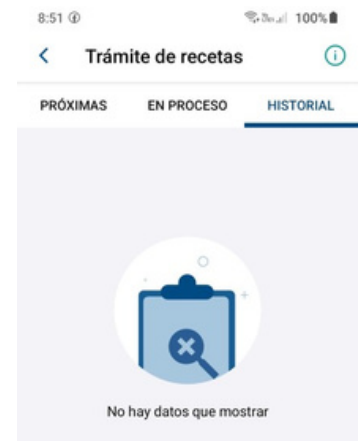 8:51
100%
Trámite de recetas
PRÓXIMAS EN PROCESO HISTORIAL
No hay datos que mostrar